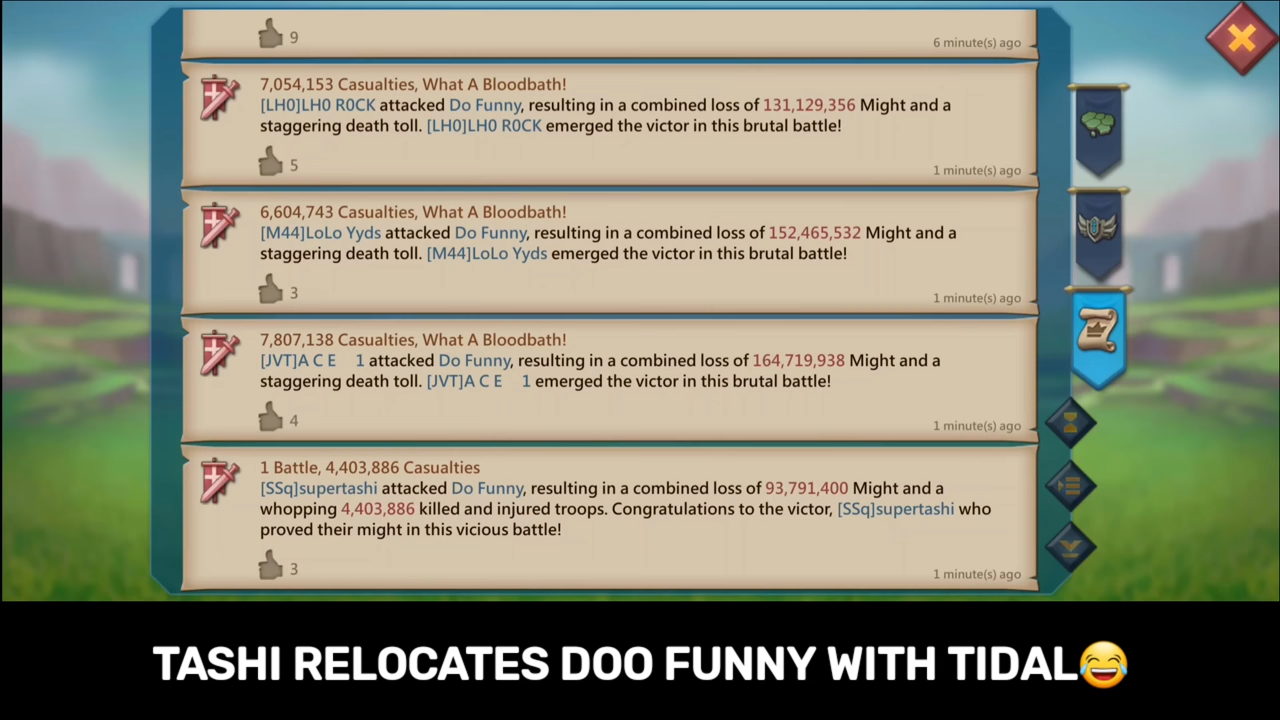 9
6 minute(s) ago
7,054,153 Casualties, What A Bloodbath!
[LH0]LH0 R0CK attacked Do Funny, resulting in a combined loss of 131,129,356 Might and a
staggering death toll. [LH0]LH0 R0CK emerged the victor in this brutal battle!
5
1 minute(s) ago
6,604,743 Casualties, What A Bloodbath!
[M44]LoLo Yyds attacked Do Funny, resulting in a combined loss of 152,465,532 Might and a
staggering death toll. [M44]LoLo Yyds emerged the victor in this brutal battle!
3
1 minute(s) ago
7,807,138 Casualties, What A Bloodbath!
[JVT]A C E 1 attacked Do Funny, resulting in a combined loss of 164,719,938 Might and a
staggering death toll. [JVT]A C E 1 emerged the victor in this brutal battle!
4
1 minute(s) ago
1 Battle, 4,403,886 Casualties
[SSq]supertashi attacked Do Funny, resulting in a combined loss of 93,791,400 Might and a
whopping 4,403,886 killed and injured troops. Congratulations to the victor, [SSq]supertashi who
proved their might in this vicious battle!
3
1 minute(s) ago
TASHI RELOCATES DOO FUNNY WITH TIDAL😂